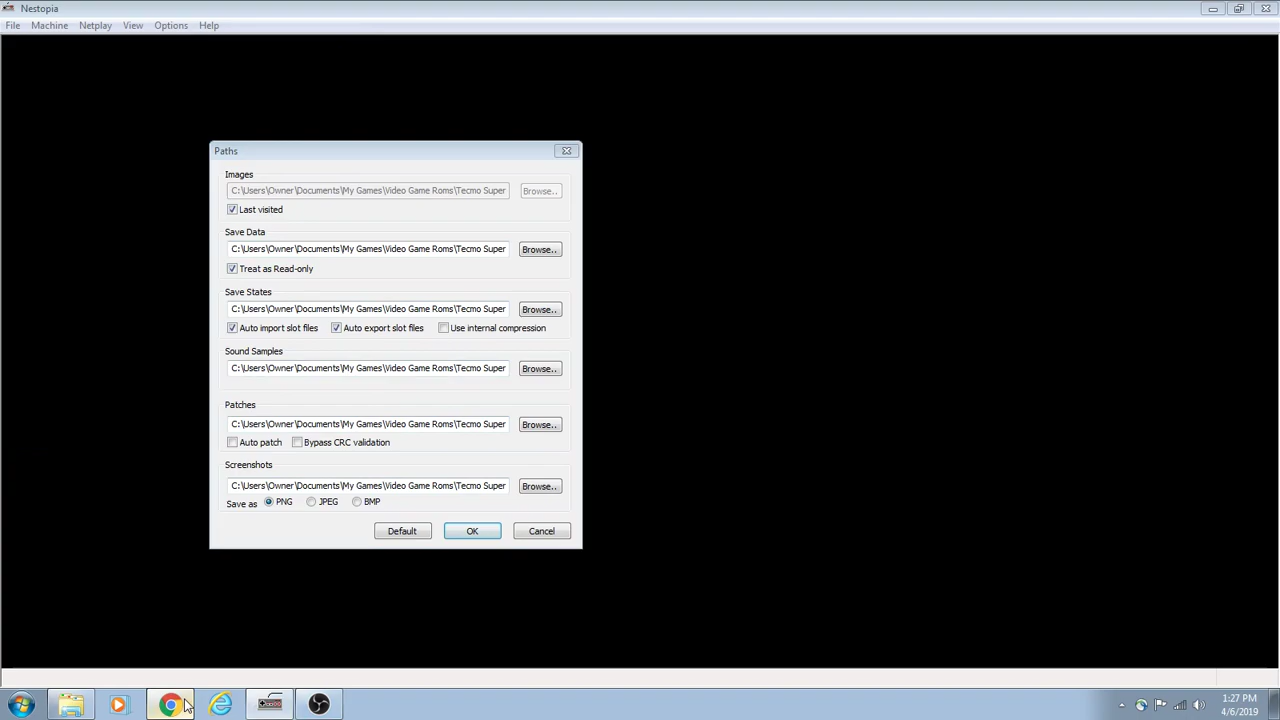 Nestopia
File Machine Netplay View Options Help
Paths
Images
C:\Users\Owner\Documents\My Games\Video Game Roms\Tecmo Super
Browse..
Last visited
Save Data
C:\Users\Owner\Documents\My Games\Video Game Roms\Tecmo Super
Browse..
Treat as Read-only
Save States
C:\Users\Owner\Documents\My Games\Video Game Roms\Tecmo Super
Browse..
Auto import slot files Auto export slot files Use internal compression
Sound Samples
C:\Users\Owner\Documents\My Games\Video Game Roms\Tecmo Super
Browse..
Patches
C:\Users\Owner\Documents\My Games\Video Game Roms\Tecmo Super
Browse..
Auto patch Bypass CRC validation
Screenshots
C:\Users\Owner\Documents\My Games\Video Game Roms\Tecmo Super
Browse..
Save as PNG JPEG BMP
Default OK Cancel
1:27 PM
4/6/2019